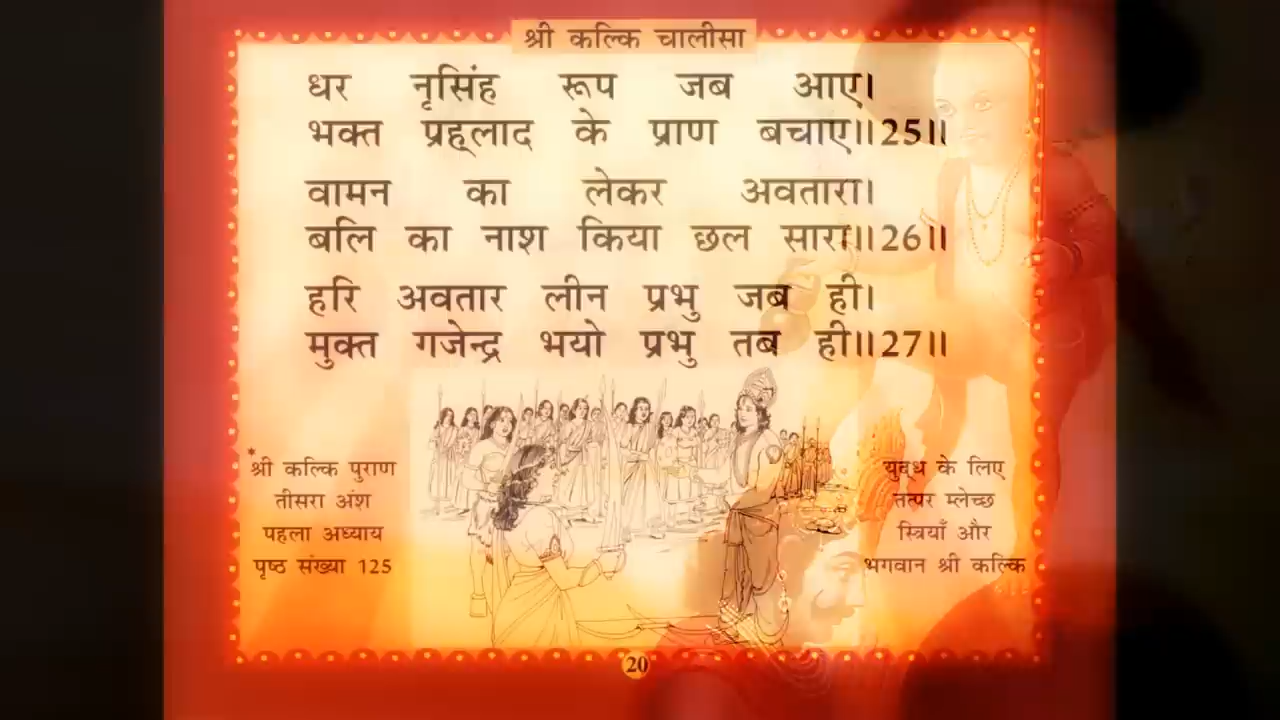 श्री कल्कि चालीसा
धर नृसिंह रूप जब आए।
भक्त प्रह्लाद के प्राण बचाए॥25॥
वामन का लेकर अवतारा।
बलि का नाश किया छल सारा॥26॥
हरि अवतार लीन प्रभु जब ही।
मुक्त गजेन्द्र भयो प्रभु तब ही॥27॥
*श्री कल्कि पुराण
तीसरा अंश
पहला अध्याय
पृष्ठ संख्या 125
युद्ध के लिए
तत्पर म्लेच्छ
स्त्रियाँ और
भगवान श्री कल्कि
20